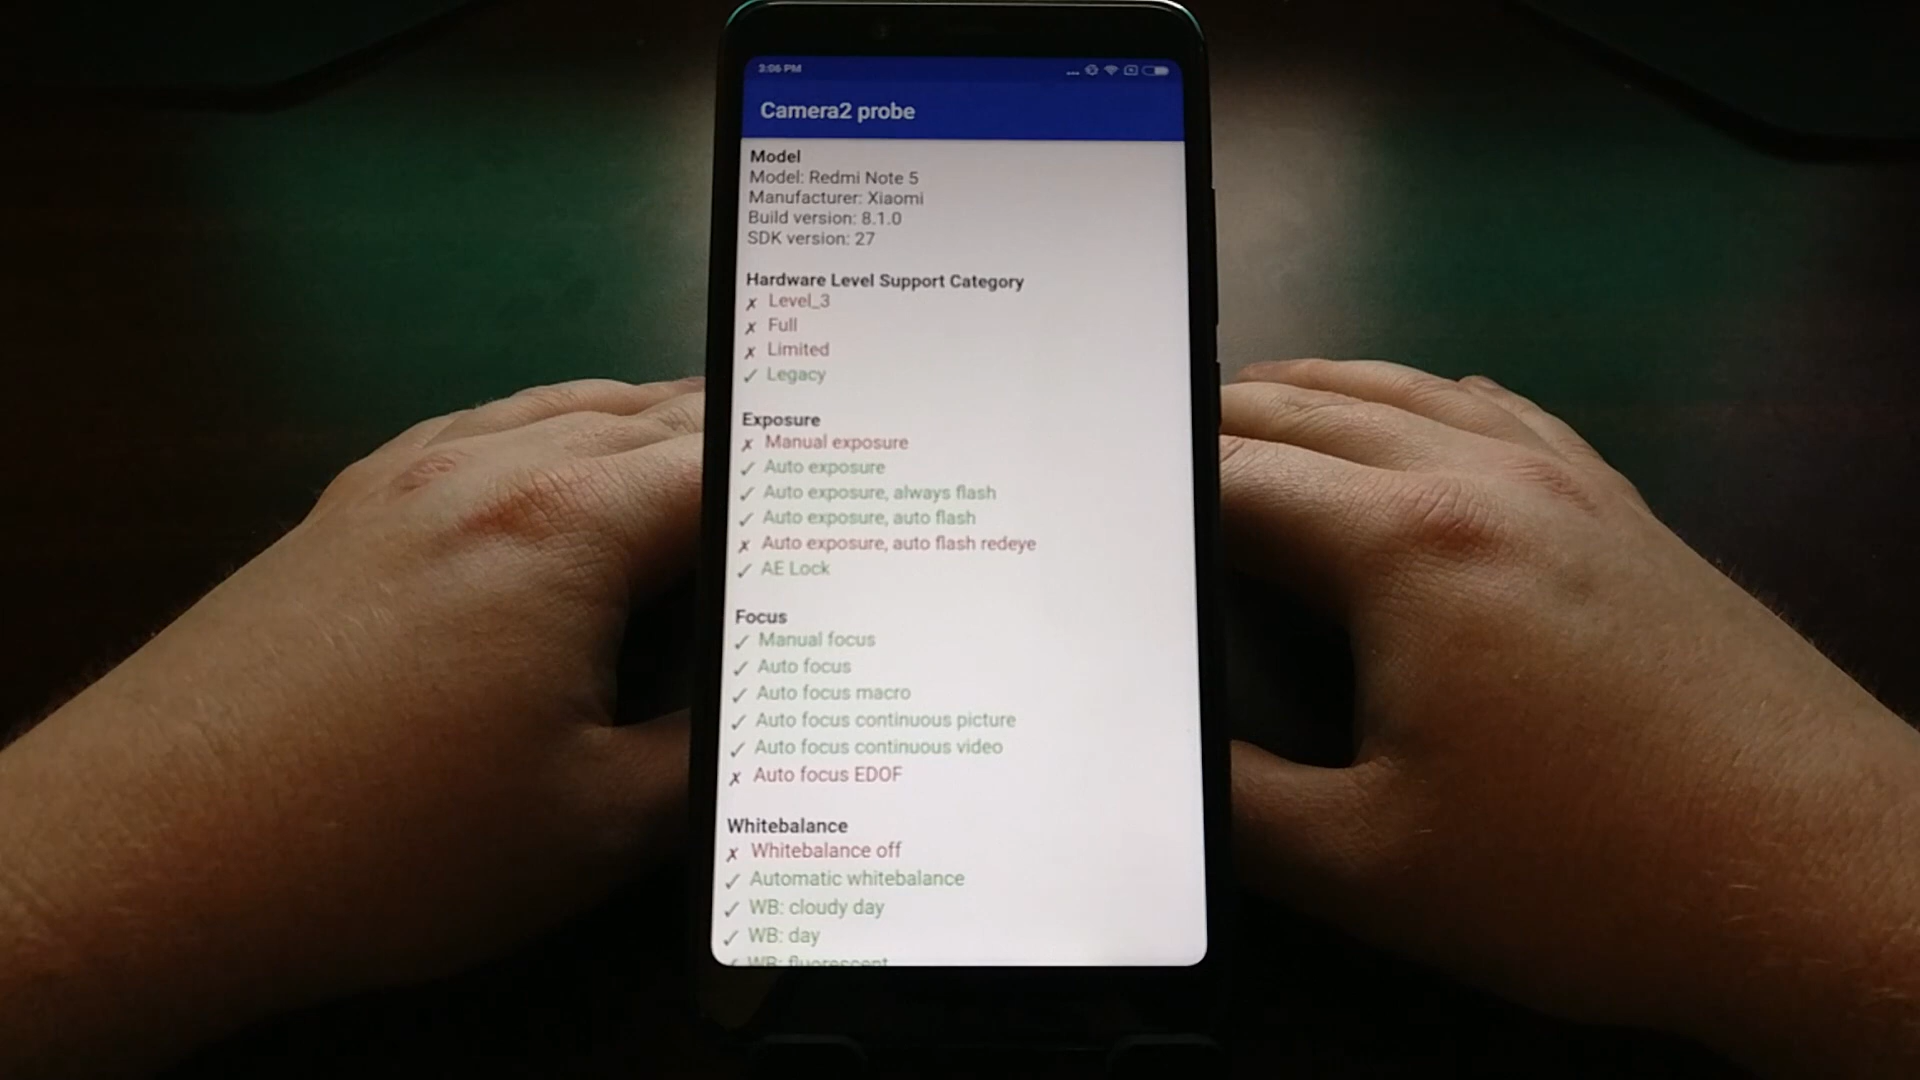 3:06 PM
Camera2 probe
Model
Model: Redmi Note 5
Manufacturer: Xiaomi
Build version: 8.1.0
SDK version: 27
Hardware Level Support Category
✗ Level_3
✗ Full
✗ Limited
✓ Legacy
Exposure
✗ Manual exposure
✓ Auto exposure
✓ Auto exposure, always flash
✓ Auto exposure, auto flash
✗ Auto exposure, auto flash redeye
✓ AE Lock
Focus
✓ Manual focus
✓ Auto focus
✓ Auto focus macro
✓ Auto focus continuous picture
✓ Auto focus continuous video
✗ Auto focus EDOF
Whitebalance
✗ Whitebalance off
✓ Automatic whitebalance
✓ WB: cloudy day
✓ WB: day
✓ WB: fluorescent